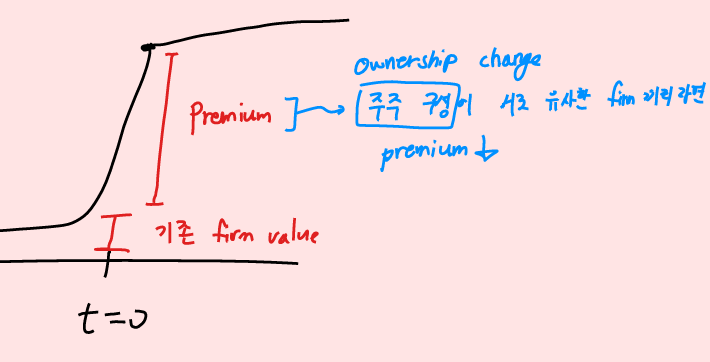 ownership change
Premium
주주 구성이 서로 유사한 firm 끼리 라면
premium ↓
기존 firm value
t=0